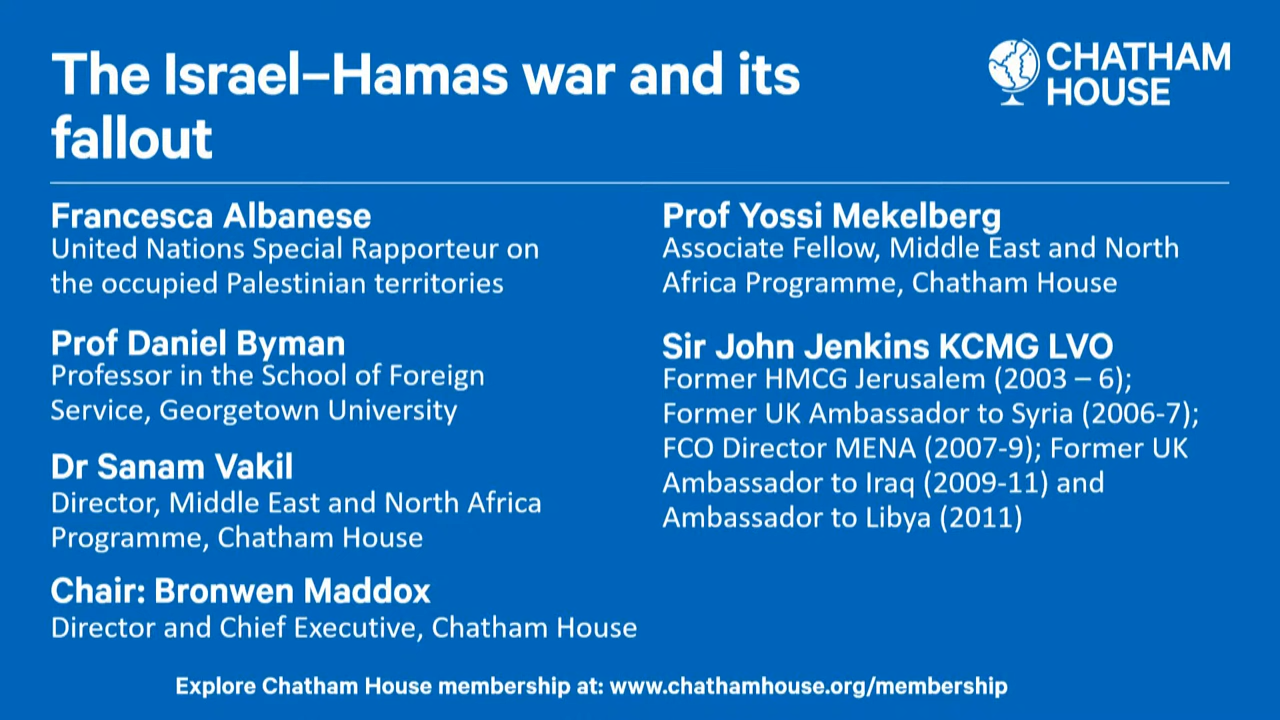 The Israel–Hamas war and its
fallout
CHATHAM
HOUSE
Francesca Albanese
United Nations Special Rapporteur on
the occupied Palestinian territories
Prof Daniel Byman
Professor in the School of Foreign
Service, Georgetown University
Dr Sanam Vakil
Director, Middle East and North Africa
Programme, Chatham House
Chair: Bronwen Maddox
Director and Chief Executive, Chatham House
Prof Yossi Mekelberg
Associate Fellow, Middle East and North
Africa Programme, Chatham House
Sir John Jenkins KCMG LVO
Former HMCG Jerusalem (2003 – 6);
Former UK Ambassador to Syria (2006-7);
FCO Director MENA (2007-9); Former UK
Ambassador to Iraq (2009-11) and
Ambassador to Libya (2011)
Explore Chatham House membership at: www.chathamhouse.org/membership